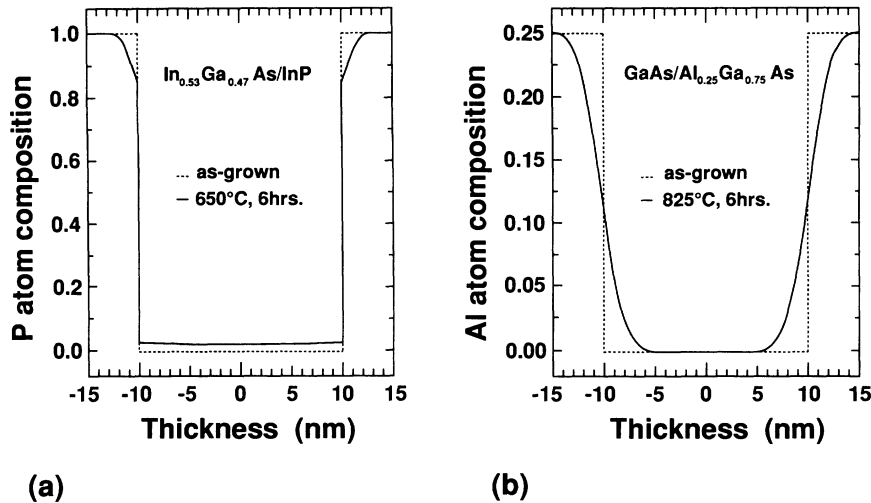 P atom composition
1.0
0.8
0.6
0.4
0.2
0.0
In0.53Ga0.47As/InP
as-grown
650°C, 6hrs.
-15 -10 -5 0 5 10 15
Thickness (nm)
(a)
Al atom composition
0.25
0.20
0.15
0.10
0.05
0.00
GaAs/Al0.25Ga0.75As
as-grown
825°C, 6hrs.
-15 -10 -5 0 5 10 15
Thickness (nm)
(b)